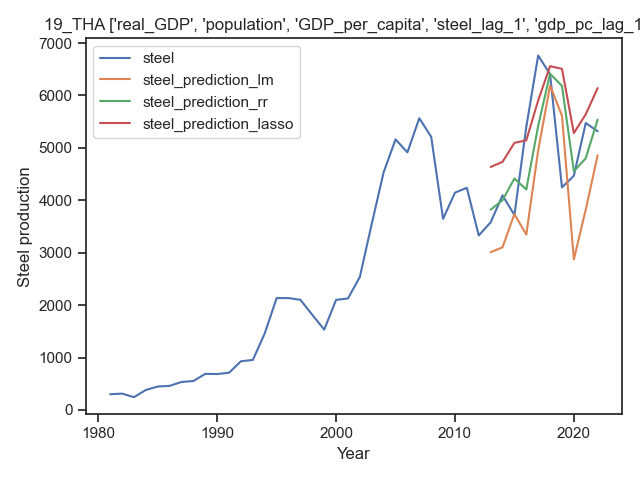 19_THA ['real_GDP', 'population', 'GDP_per_capita', 'steel_lag_1', 'gdp_pc_lag_1
steel
steel_prediction_lm
steel_prediction_rr
steel_prediction_lasso
7000
6000
5000
4000
3000
2000
1000
0
Steel production
1980
1990
2000
2010
2020
Year